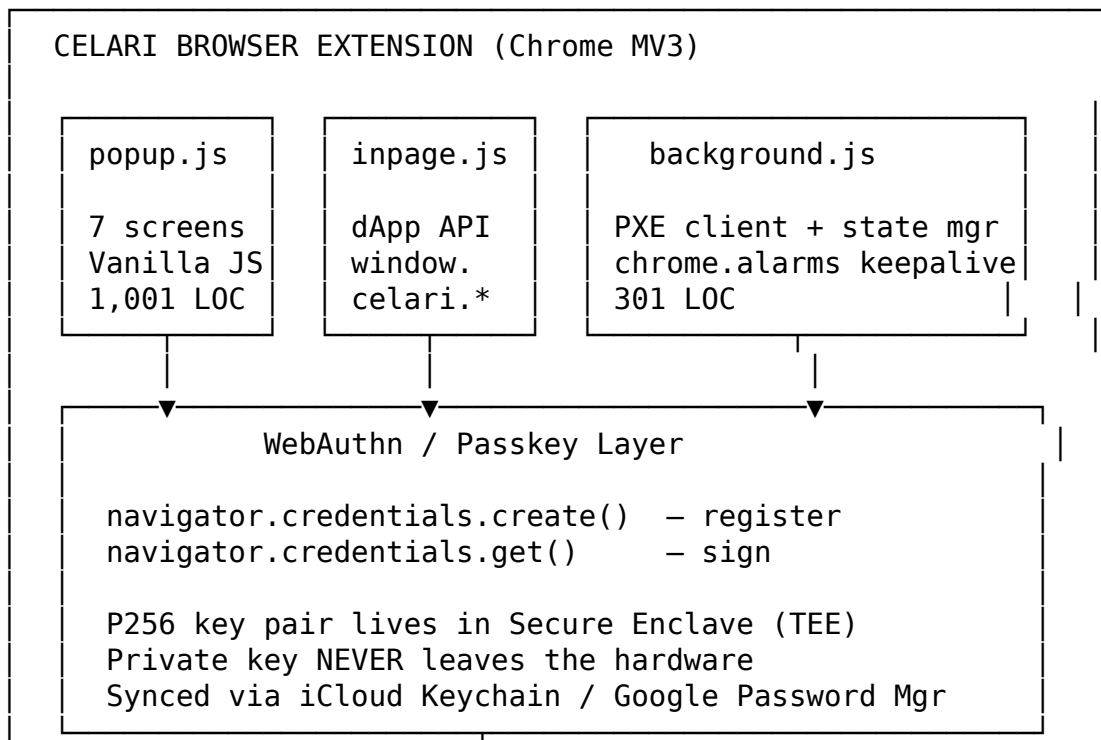 CELARI BROWSER EXTENSION (Chrome MV3)
popup.js inpage.js background.js
7 screens dApp API PXE client + state mgr
Vanilla JS window. chrome.alarms keepalive
1,001 LOC celari.* 301 LOC
WebAuthn / Passkey Layer
navigator.credentials.create() — register
navigator.credentials.get() — sign
P256 key pair lives in Secure Enclave (TEE)
Private key NEVER leaves the hardware
Synced via iCloud Keychain / Google Password Mgr